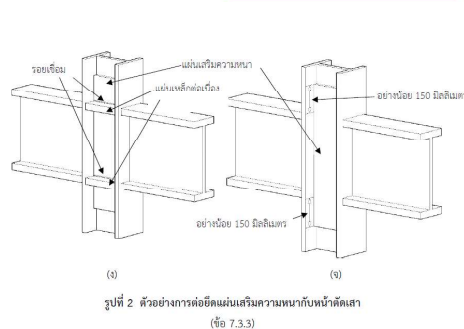 รอยเชื่อม
แผ่นเสริมความหนา
แผ่นเหล็กต่อเนื่อง
อย่างน้อย 150 มิลลิเมตร
อย่างน้อย 150 มิลลิเมตร
(ง)
(จ)
รูปที่ 2 ตัวอย่างการต่อยึดแผ่นเสริมความหนากับหน้าตัดเสา
(ข้อ 7.3.3)